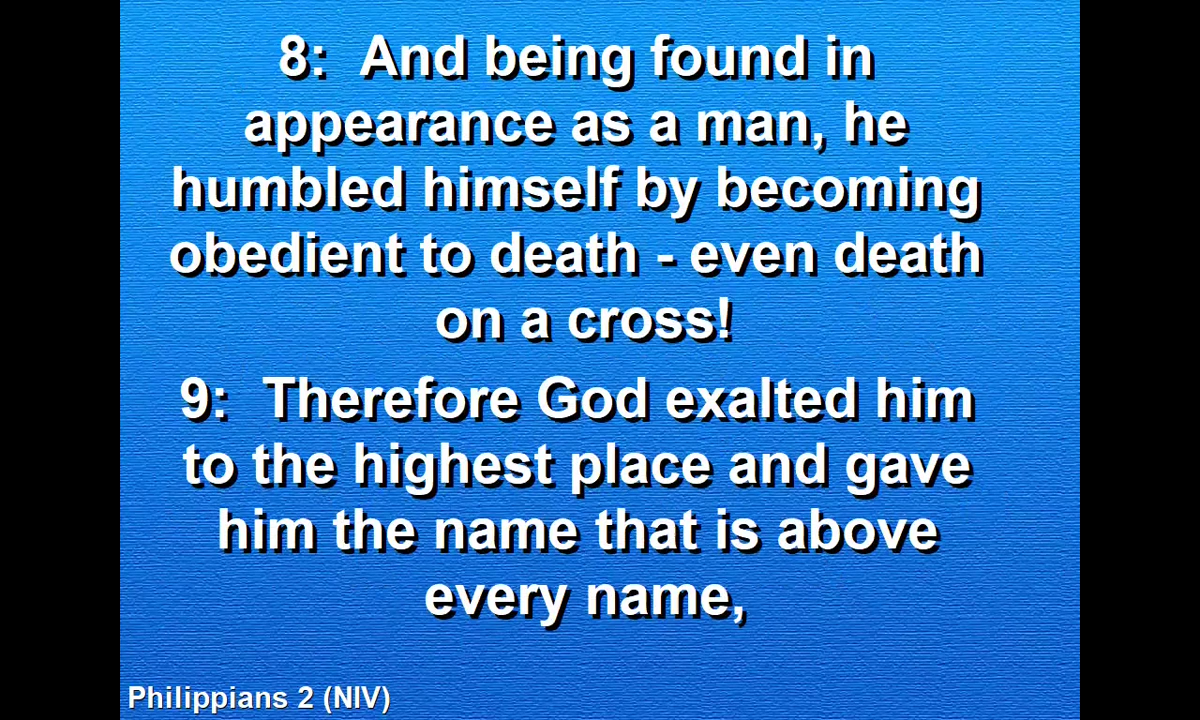 8:  And being found in
appearance as a man, he
humbled himself by becoming
obedient to death - even death
on a cross!
9:  Therefore God exalted him
to the highest place and gave
him the name that is above
every name,
Philippians 2 (NIV)